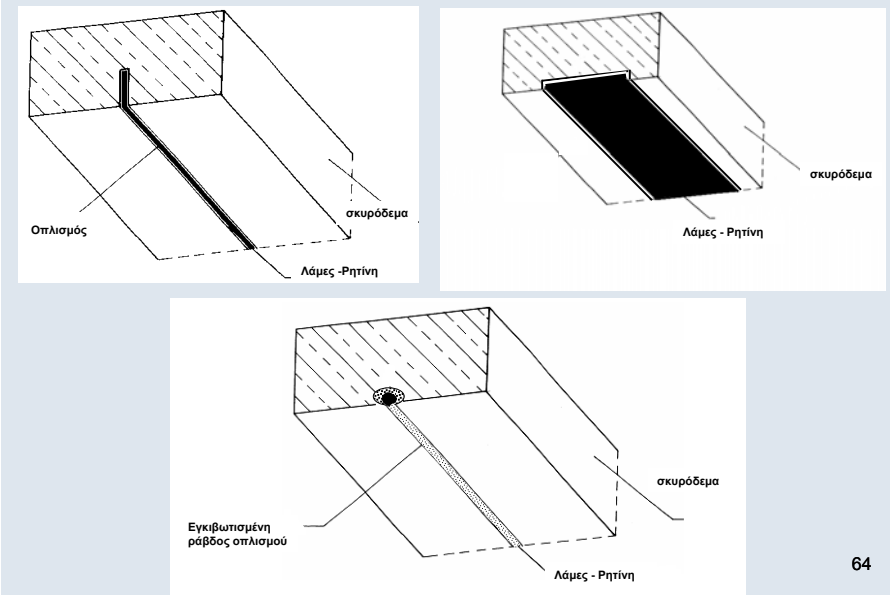 Οπλισμός
σκυρόδεμα
Λάμες -Ρητίνη
σκυρόδεμα
Λάμες - Ρητίνη
Εγκιβωτισμένη
ράβδος οπλισμού
σκυρόδεμα
Λάμες - Ρητίνη
64